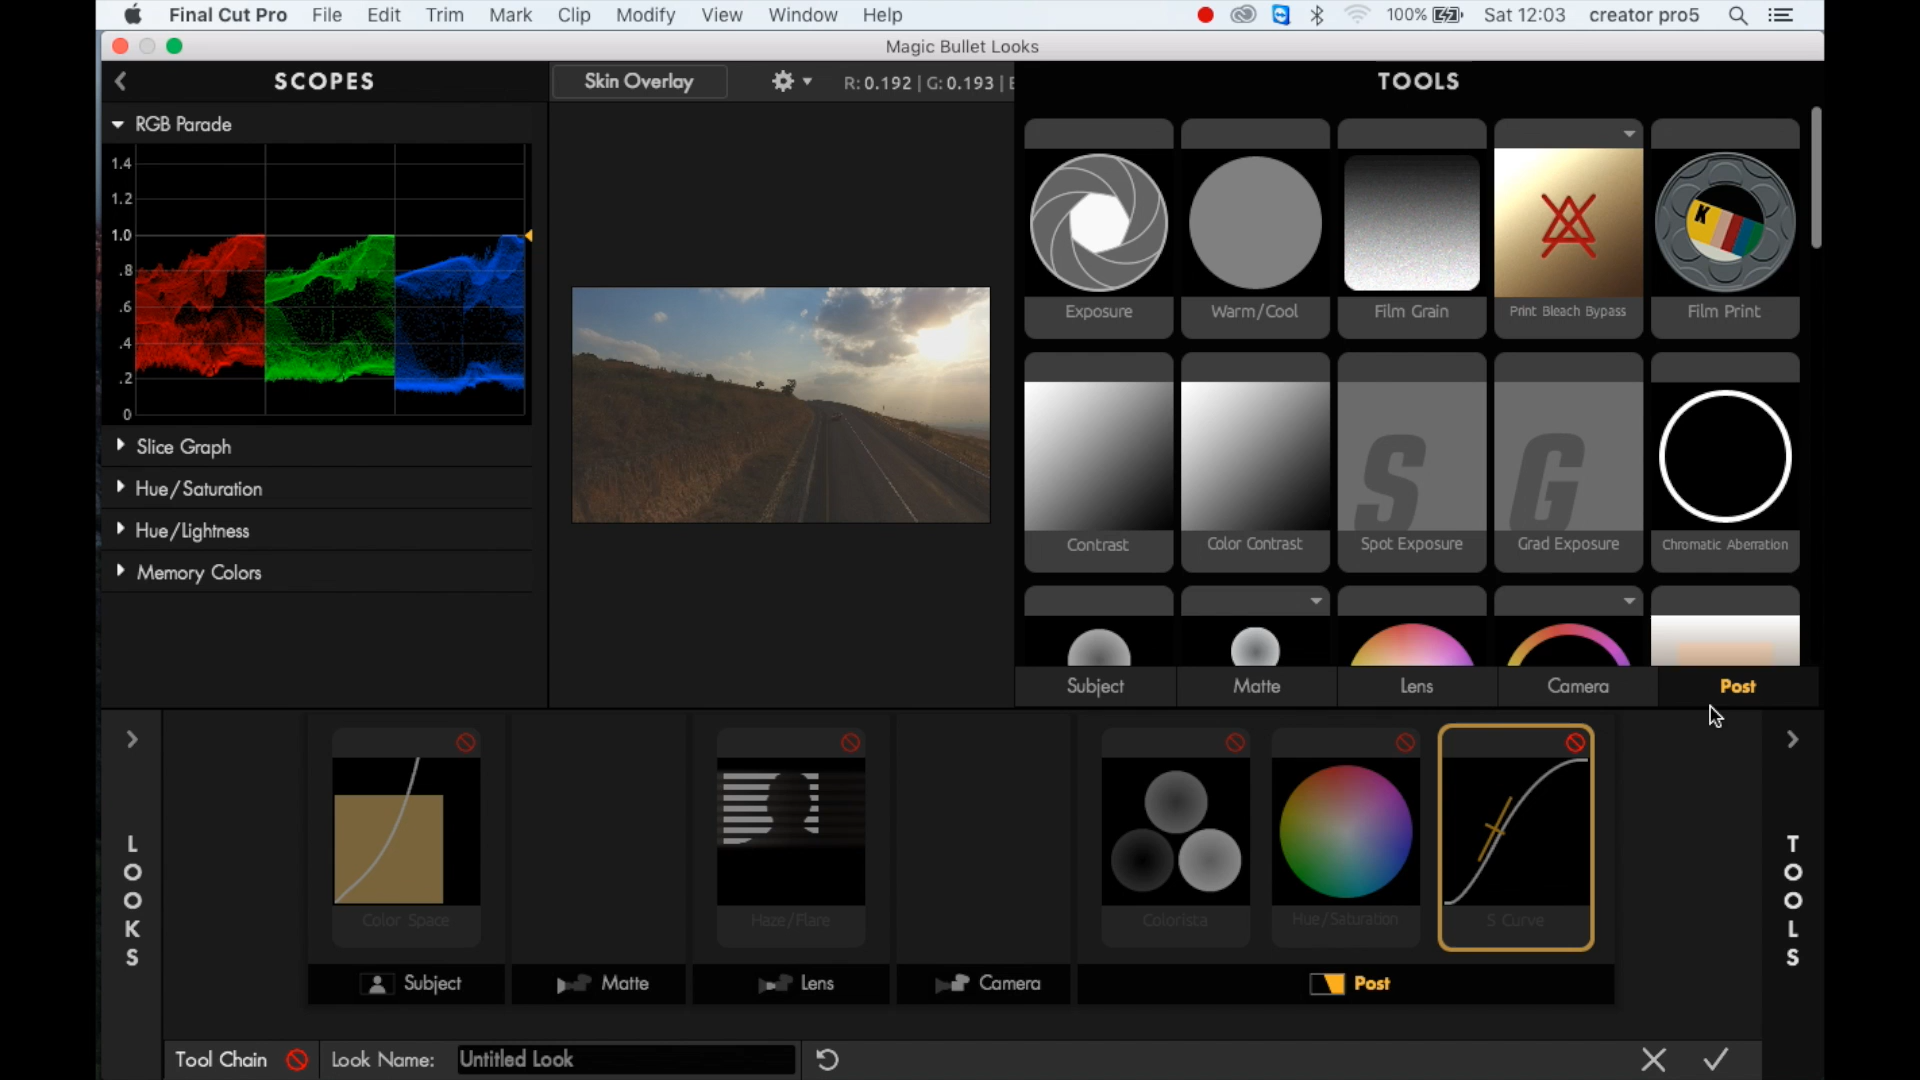 Final Cut Pro File Edit Trim Mark Clip Modify View Window Help 100% Sat 12:03 creator pro5
Magic Bullet Looks
SCOPES
Skin Overlay
R: 0.192 | G: 0.193 |
TOOLS
RGB Parade
1.4
1.2
1.0
.8
.6
.4
.2
0
Slice Graph
Hue/Saturation
Hue/Lightness
Memory Colors
K
Exposure
Warm/Cool
Film Grain
Print Bleach Bypass
Film Print
S
G
Contrast
Color Contrast
Spot Exposure
Grad Exposure
Chromatic Aberration
Subject
Matte
Lens
Camera
Post
LOOKS
Color Space
Haze/Flare
Colorista
Hue/Saturation
S Curve
TOOLS
Subject
Matte
Lens
Camera
Post
Tool Chain
Look Name:
Untitled Look